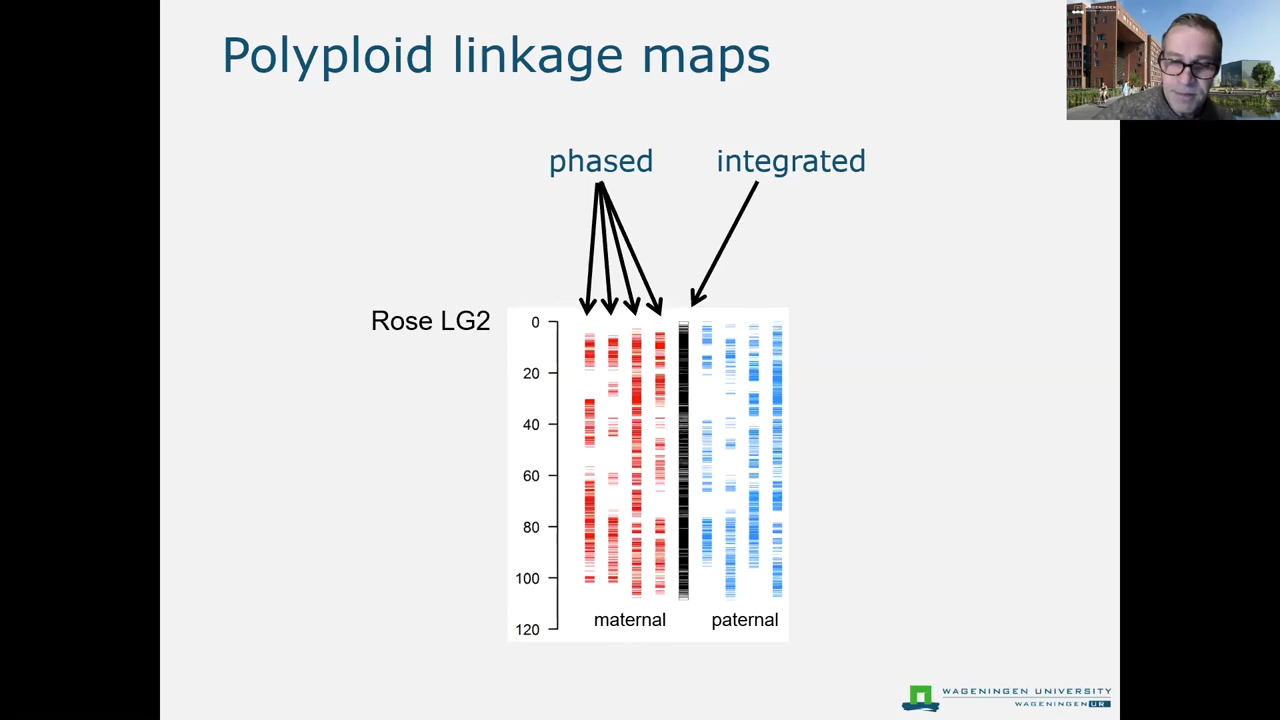 Polyploid linkage maps
phased
integrated
Rose LG2
0
20
40
60
80
100
120
maternal
paternal
WAGENINGEN UNIVERSITY
WAGENINGEN UR